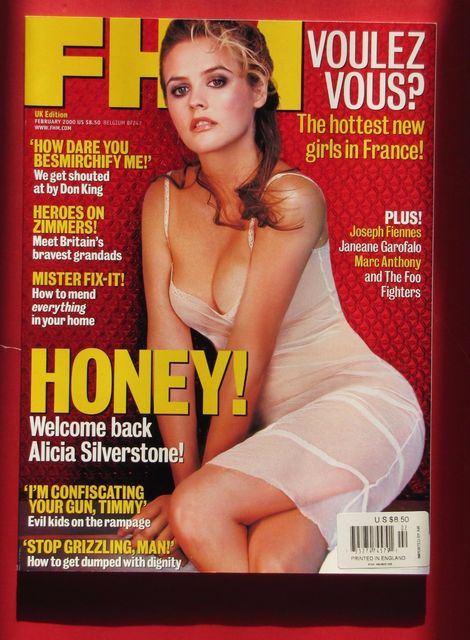 FHM
UK Edition
FEBRUARY 2000 US $8.50 BELGIUM BF247
WWW.FHM.COM
VOULEZ
VOUS?
The hottest new
girls in France!
'HOW DARE YOU
BESMIRCHIFY ME!'
We get shouted
at by Don King
HEROES ON
ZIMMERS!
Meet Britain's
bravest grandads
MISTER FIX-IT!
How to mend
everything
in your home
PLUS!
Joseph Fiennes
Janeane Garofalo
Marc Anthony
and The Foo
Fighters
HONEY!
Welcome back
Alicia Silverstone!
'I'M CONFISCATING
YOUR GUN, TIMMY'
Evil kids on the rampage
'STOP GRIZZLING, MAN!'
How to get dumped with dignity
U.S $8.50
02
PRINTED IN ENGLAND